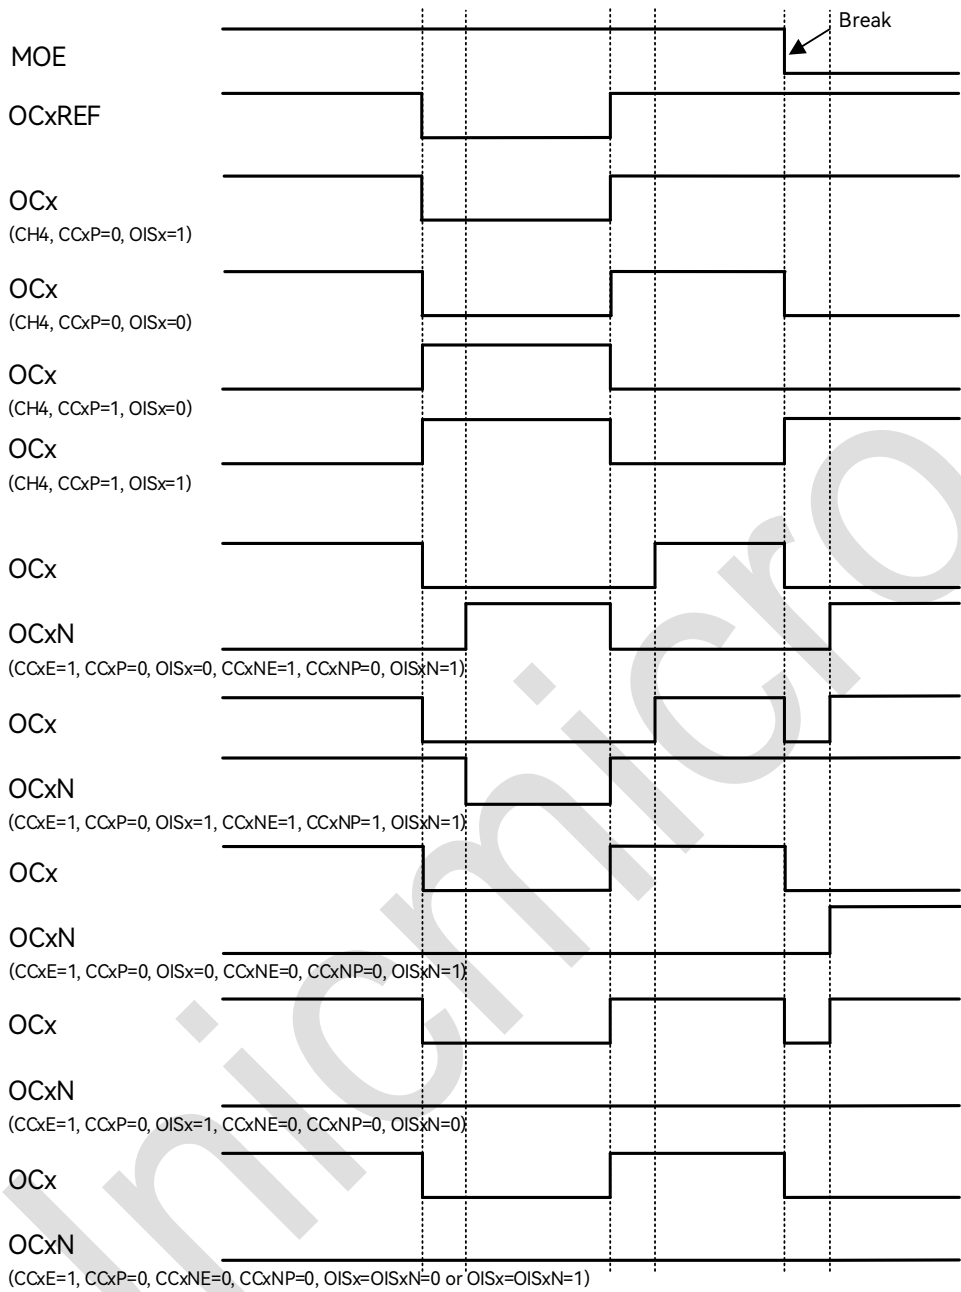 Break
MOE
OCxREF
OCx
(CH4, CCxP=0, OISx=1)
OCx
(CH4, CCxP=0, OISx=0)
OCx
(CH4, CCxP=1, OISx=0)
OCx
(CH4, CCxP=1, OISx=1)
OCx
OCxN
(CCxE=1, CCxP=0, OISx=0, CCxNE=1, CCxNP=0, OISxN=1)
OCx
OCxN
(CCxE=1, CCxP=0, OISx=1, CCxNE=1, CCxNP=1, OISxN=1)
OCx
OCxN
(CCxE=1, CCxP=0, OISx=0, CCxNE=0, CCxNP=0, OISxN=1)
OCx
OCxN
(CCxE=1, CCxP=0, OISx=1, CCxNE=0, CCxNP=0, OISxN=0)
OCx
OCxN
(CCxE=1, CCxP=0, CCxNE=0, CCxNP=0, OISx=OISxN=0 or OISx=OISxN=1)